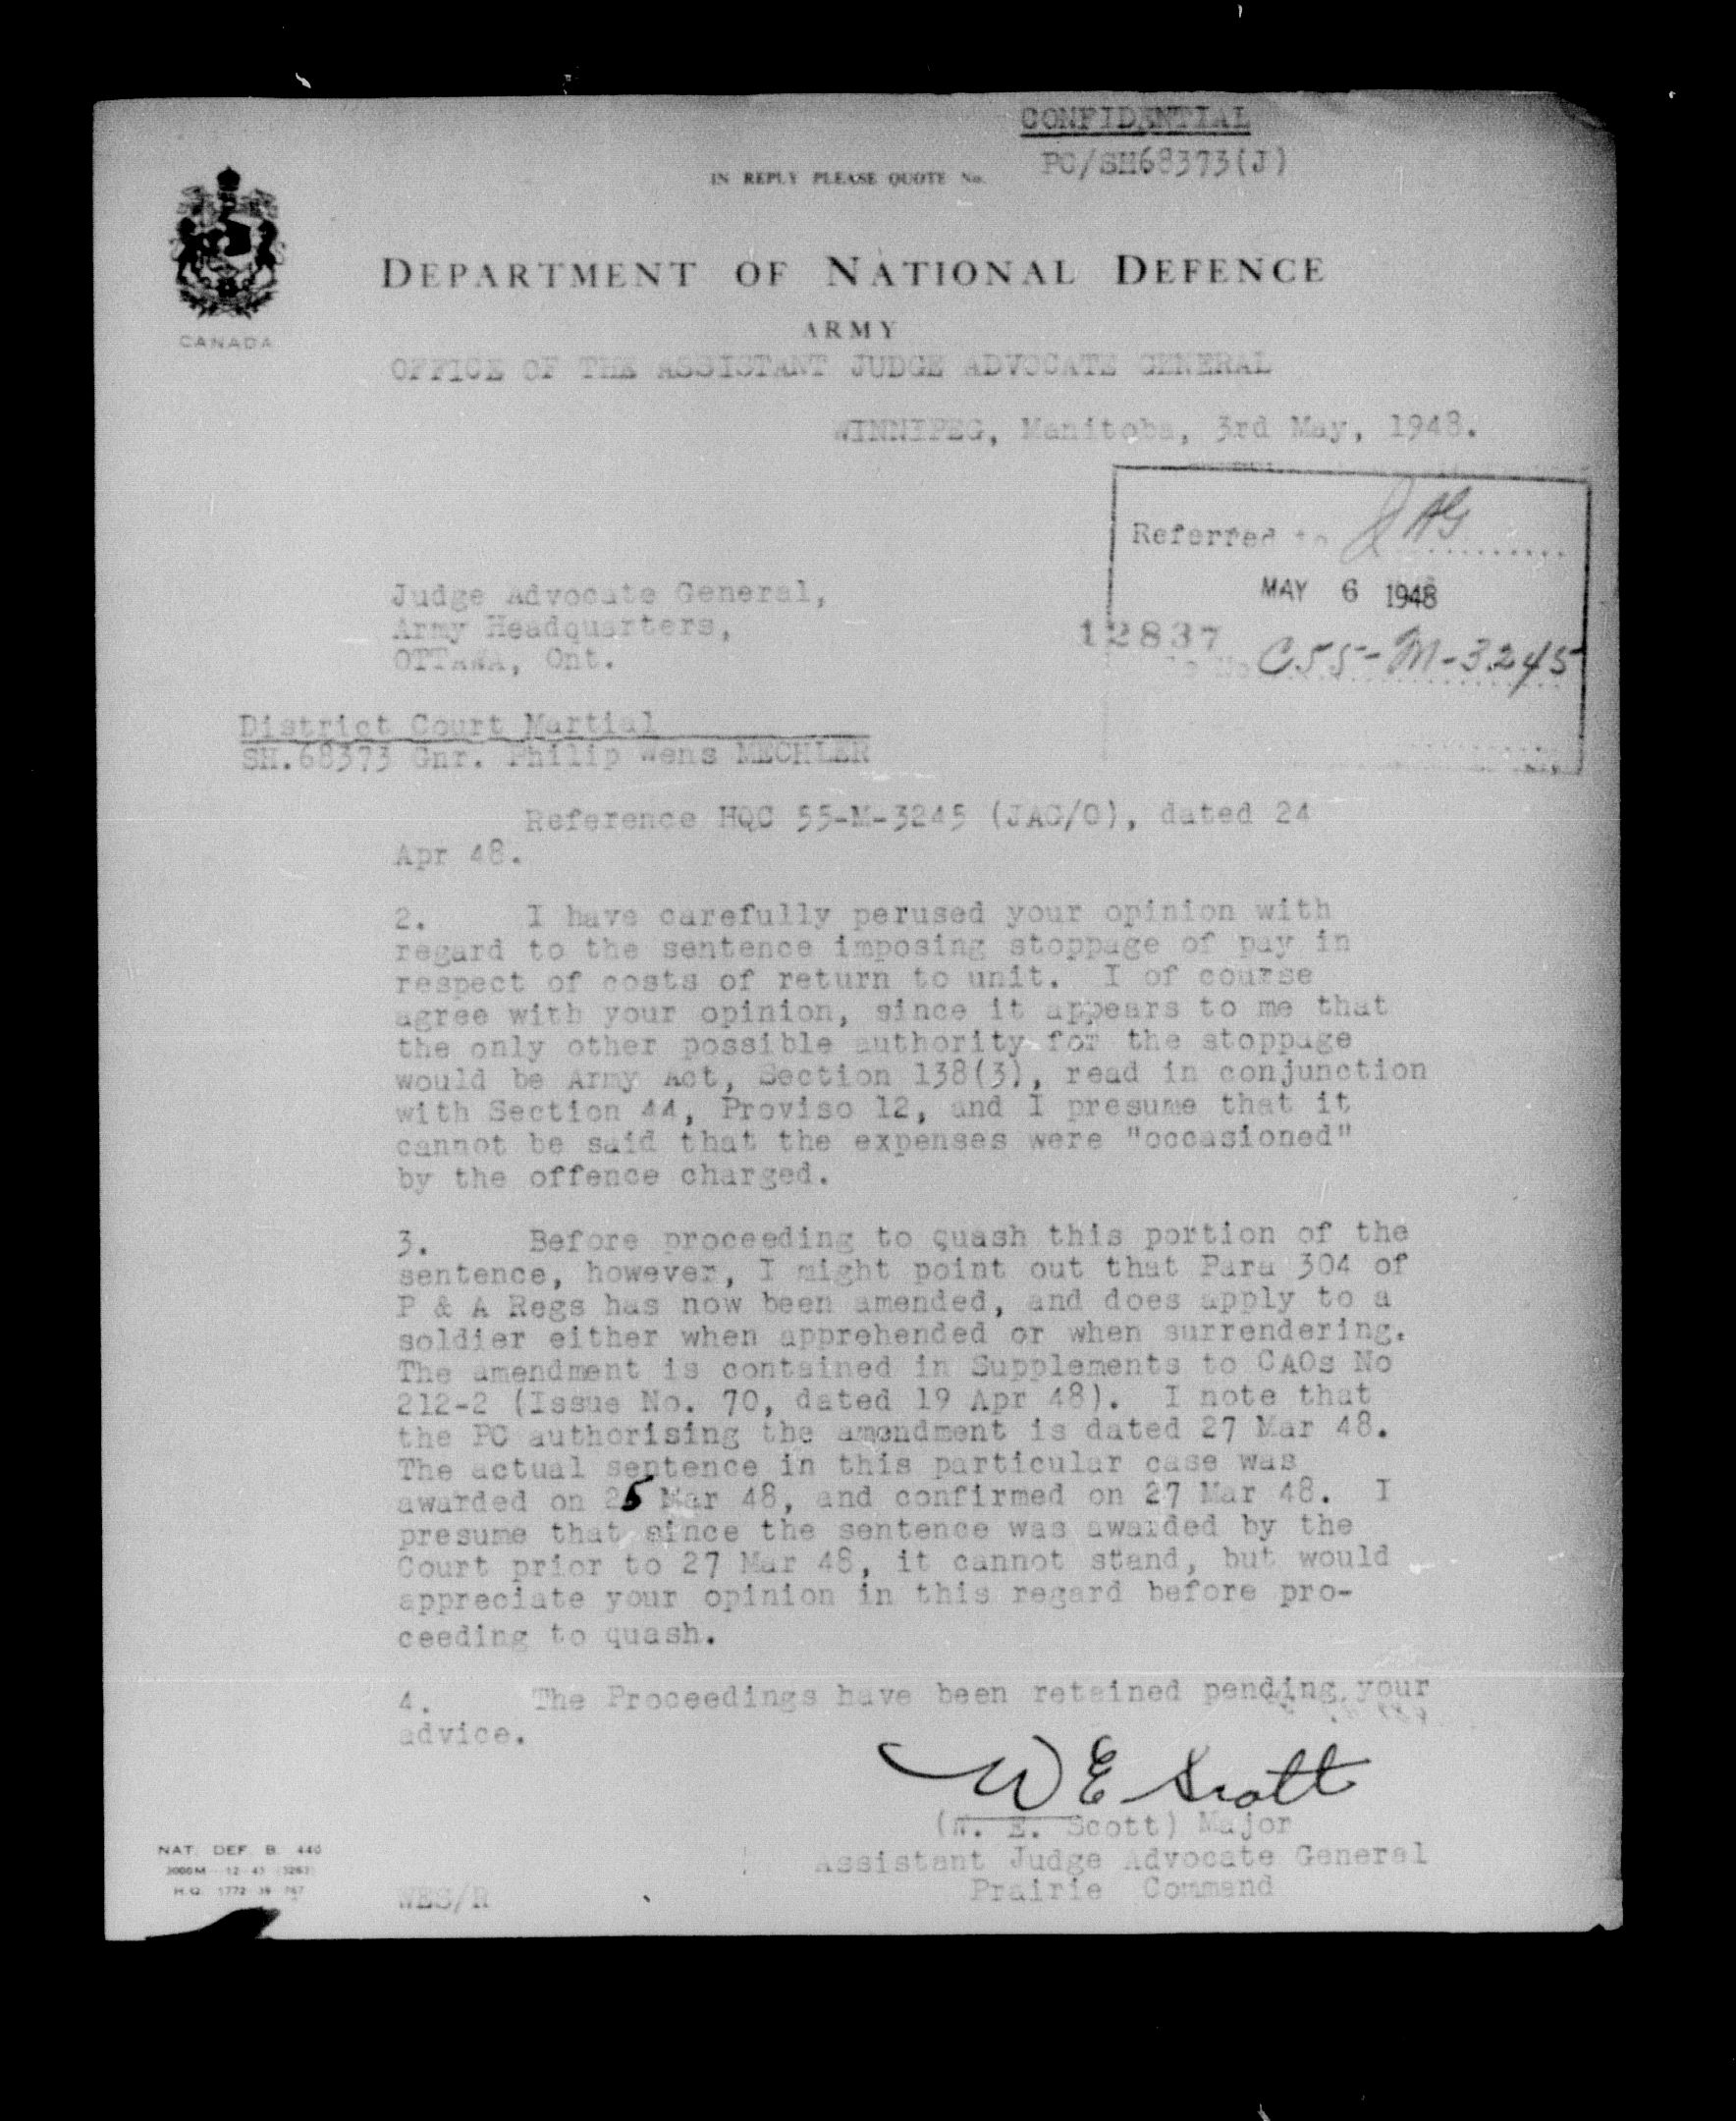 CONFIDENTIAL
IN REPLY PLEASE QUOTE No. PC/SH68373(J)
CANADA
DEPARTMENT OF NATIONAL DEFENCE
ARMY
OFFICE OF THE ASSISTANT JUDGE ADVOCATE GENERAL
WINNIPEG, Manitoba, 3rd May, 1948.
Referred to JAG
MAY 6 1948
12837
C55-M-3245
Judge Advocate General,
Army Headquarters,
OTTAWA, Ont.
District Court Martial
SH.68373 Gnr. Philip Wens MECHLER
Reference HQC 55-M-3245 (JAG/O), dated 24
Apr 48.
2. I have carefully perused your opinion with
regard to the sentence imposing stoppage of pay in
respect of costs of return to unit. I of course
agree with your opinion, since it appears to me that
the only other possible authority for the stoppage
would be Army Act, Section 138(3), read in conjunction
with Section 44, Proviso 12, and I presume that it
cannot be said that the expenses were "occasioned"
by the offence charged.
3. Before proceeding to quash this portion of the
sentence, however, I might point out that Para 304 of
P & A Regs has now been amended, and does apply to a
soldier either when apprehended or when surrendering.
The amendment is contained in Supplements to CAOs No
212-2 (Issue No. 70, dated 19 Apr 48). I note that
the PC authorising the amendment is dated 27 Mar 48.
The actual sentence in this particular case was
awarded on 25 Mar 48, and confirmed on 27 Mar 48. I
presume that since the sentence was awarded by the
Court prior to 27 Mar 48, it cannot stand, but would
appreciate your opinion in this regard before pro-
ceeding to quash.
4. The Proceedings have been retained pending your
advice.
W E Scott
(W. E. Scott) Major
Assistant Judge Advocate General
Prairie Command
NAT. DEF. B. 440
3000M-12-43 (3263)
H.Q. 1772-39-767
WES/R